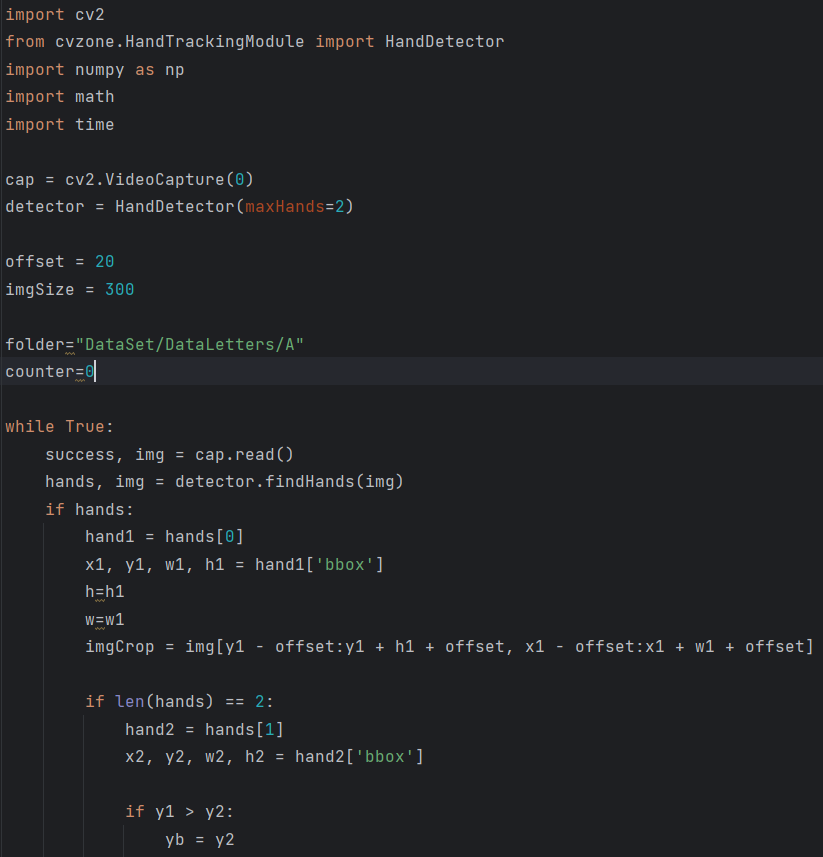 import cv2
from cvzone.HandTrackingModule import HandDetector
import numpy as np
import math
import time

cap = cv2.VideoCapture(0)
detector = HandDetector(maxHands=2)

offset = 20
imgSize = 300

folder="DataSet/DataLetters/A"
counter=0

while True:
    success, img = cap.read()
    hands, img = detector.findHands(img)
    if hands:
        hand1 = hands[0]
        x1, y1, w1, h1 = hand1['bbox']
        h=h1
        w=w1
        imgCrop = img[y1 - offset:y1 + h1 + offset, x1 - offset:x1 + w1 + offset]

        if len(hands) == 2:
            hand2 = hands[1]
            x2, y2, w2, h2 = hand2['bbox']

            if y1 > y2:
                yb = y2